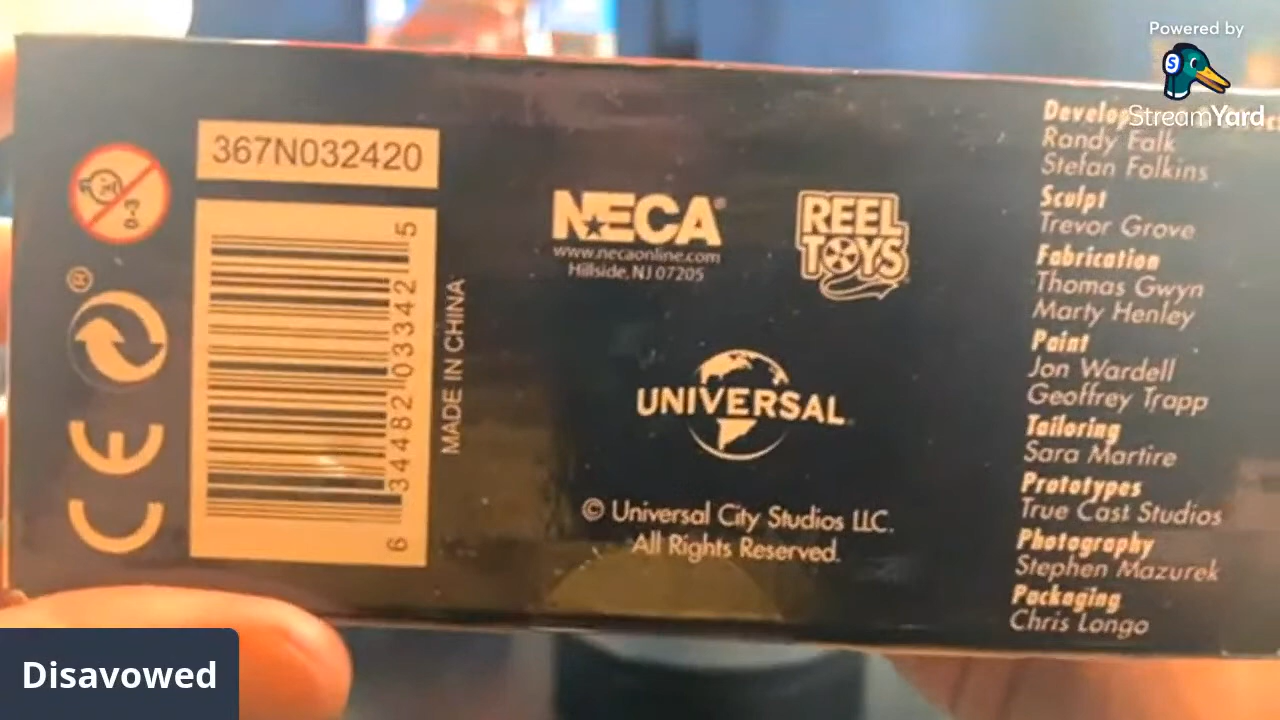 Powered by
StreamYard
0-3
®
CE
367N032420
6 34482 03342 5
MADE IN CHINA
NECA®
www.necaonline.com
Hillside, NJ 07205
REEL
TOYS
UNIVERSAL
© Universal City Studios LLC.
All Rights Reserved.
Randy Falk
Stefan Folkins
Sculpt
Trevor Grove
Fabrication
Thomas Gwyn
Marty Henley
Paint
Jon Wardell
Geoffrey Trapp
Tailoring
Sara Martire
Prototypes
True Cast Studios
Photography
Stephen Mazurek
Packaging
Chris Longo
Disavowed